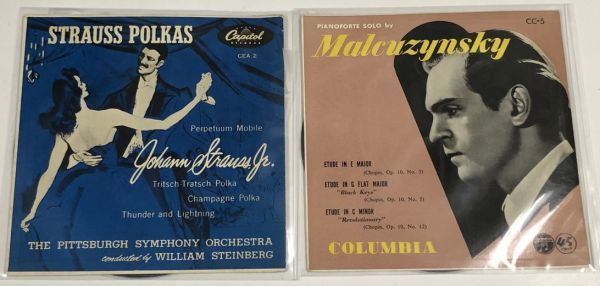 STRAUSS POLKAS
Capitol
RECORDS
CEA 2
Perpetuum Mobile
Johann Strauss Jr.
Tritsch-Tratsch Polka
Champagne Polka
Thunder and Lightning
THE PITTSBURGH SYMPHONY ORCHESTRA
conducted by WILLIAM STEINBERG
PIANOFORTE SOLO by
CC-5
Malcuzynsky
ETUDE IN E MAJOR
(Chopin, Op. 10, No. 3)
ETUDE IN G FLAT MAJOR
"Black Keys"
(Chopin, Op. 10, No. 5)
ETUDE IN C MINOR
"Revolutionary"
(Chopin, Op. 10, No. 12)
COLUMBIA
45